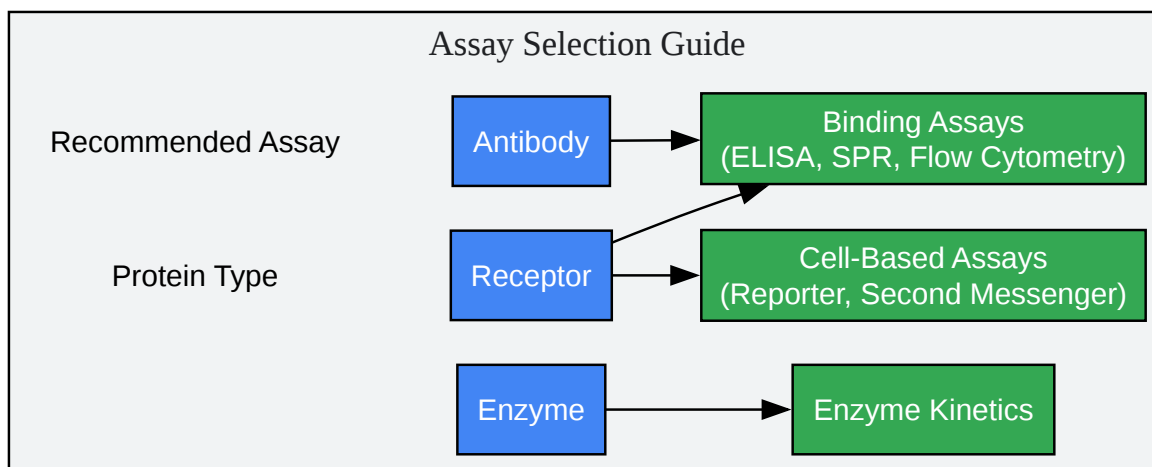 Assay Selection Guide
Recommended Assay
Antibody
Binding Assays
(ELISA, SPR, Flow Cytometry)
Protein Type
Receptor
Cell-Based Assays
(Reporter, Second Messenger)
Enzyme
Enzyme Kinetics